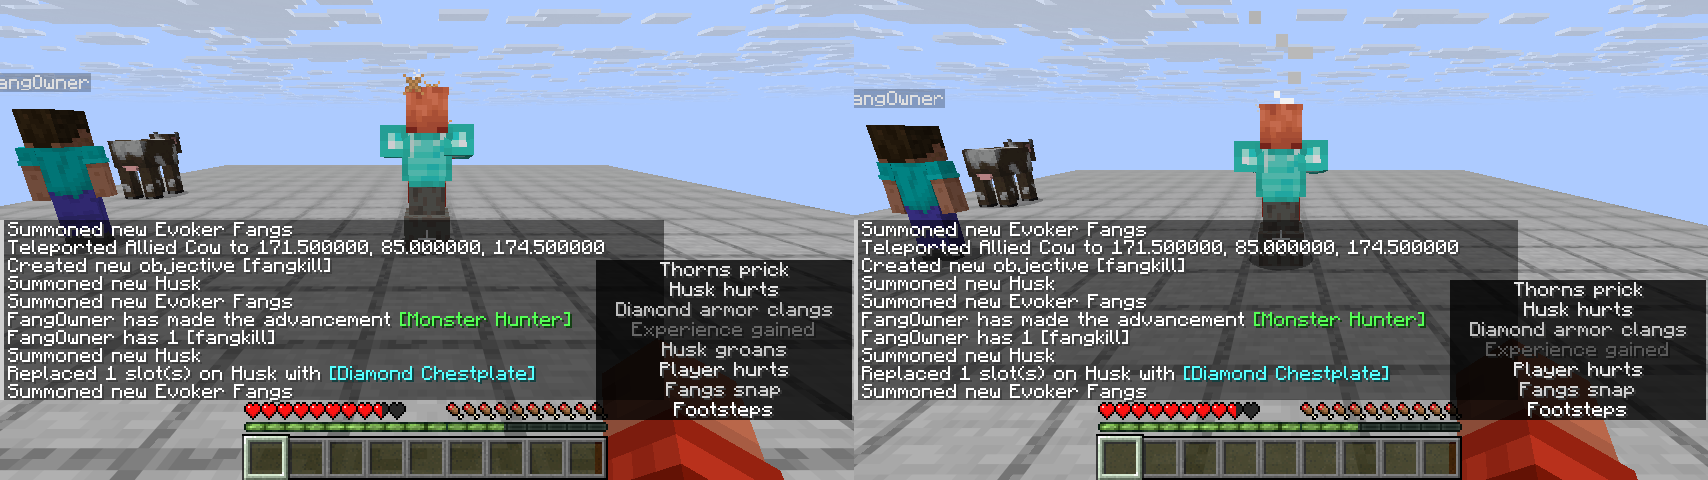 angOwner
Summoned new Evoker Fangs
Teleported Allied Cow to 171.500000, 85.000000, 174.500000
Created new objective [fangkill]
Summoned new Husk
Summoned new Evoker Fangs
FangOwner has made the advancement [Monster Hunter]
FangOwner has 1 [fangkill]
Summoned new Husk
Replaced 1 slot(s) on Husk with [Diamond Chestplate]
Summoned new Evoker Fangs
Thorns prick
Husk hurts
Diamond armor clangs
Experience gained
Husk groans
Player hurts
Fangs snap
Footsteps
angOwner
Summoned new Evoker Fangs
Teleported Allied Cow to 171.500000, 85.000000, 174.500000
Created new objective [fangkill]
Summoned new Husk
Summoned new Evoker Fangs
FangOwner has made the advancement [Monster Hunter]
FangOwner has 1 [fangkill]
Summoned new Husk
Replaced 1 slot(s) on Husk with [Diamond Chestplate]
Summoned new Evoker Fangs
Thorns prick
Husk hurts
Diamond armor clangs
Experience gained
Player hurts
Fangs snap
Footsteps